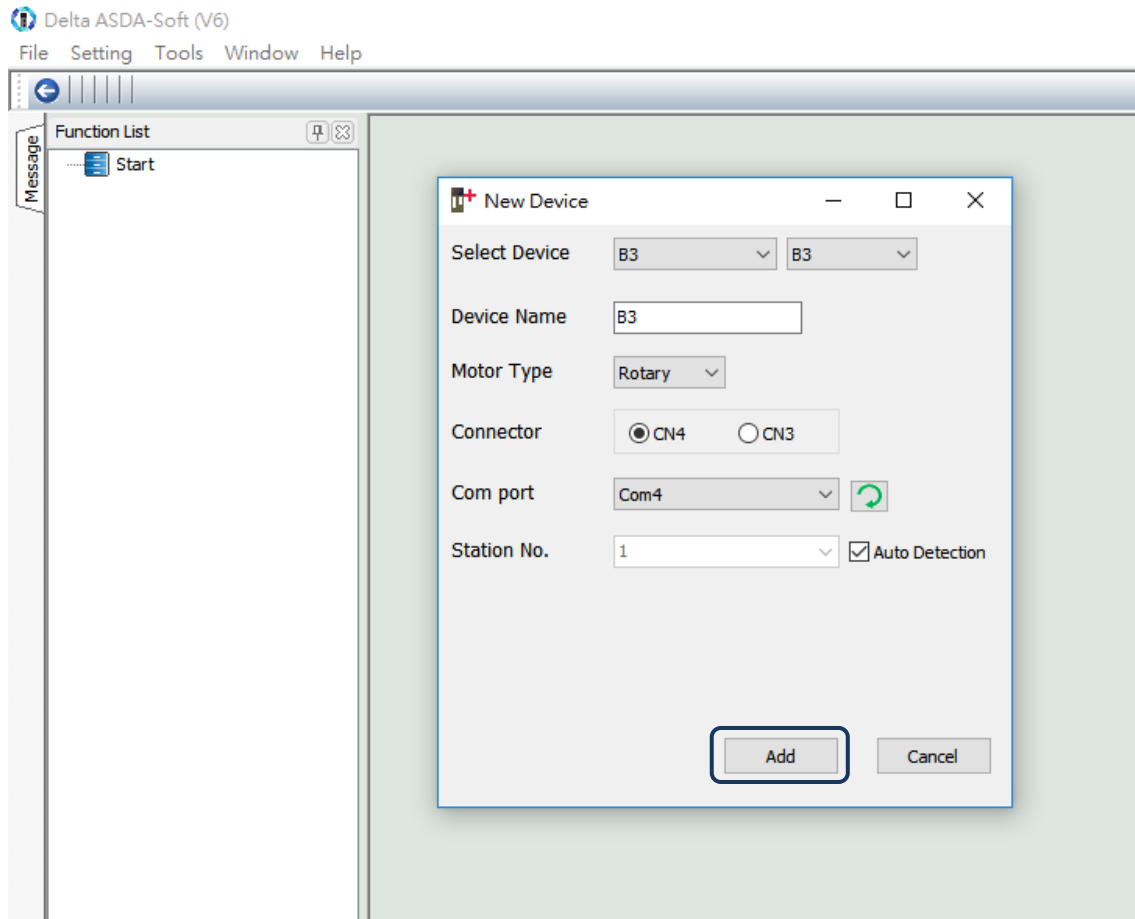 Delta ASDA-Soft (V6)
File Setting Tools Window Help
Message
Function List
Start
New Device
Select Device B3 B3
Device Name B3
Motor Type Rotary
Connector CN4 CN3
Com port Com4
Station No. 1 Auto Detection
Add Cancel